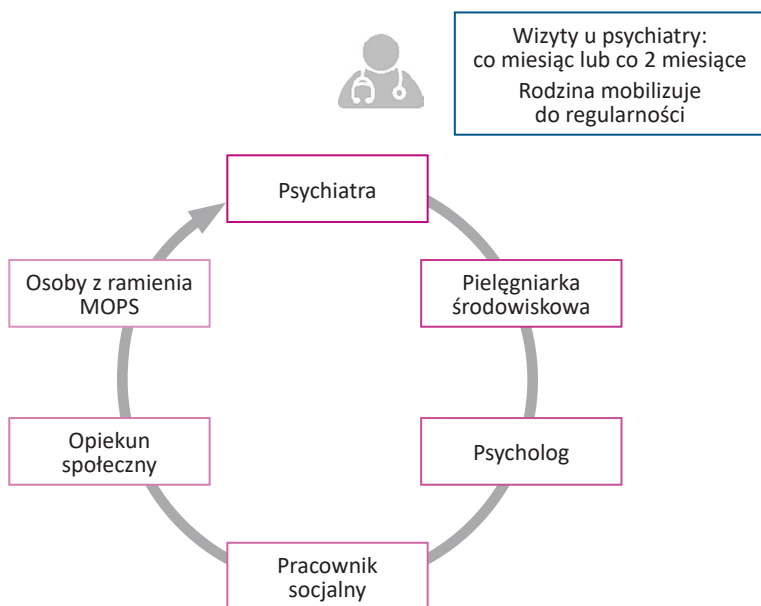 Wizyty u psychiatry:
co miesiąc lub co 2 miesiące
Rodzina mobilizuje
do regularności
Psychiatra
Pielęgniarka
środowiskowa
Psycholog
Pracownik
socjalny
Opiekun
społeczny
Osoby z ramienia
MOPS